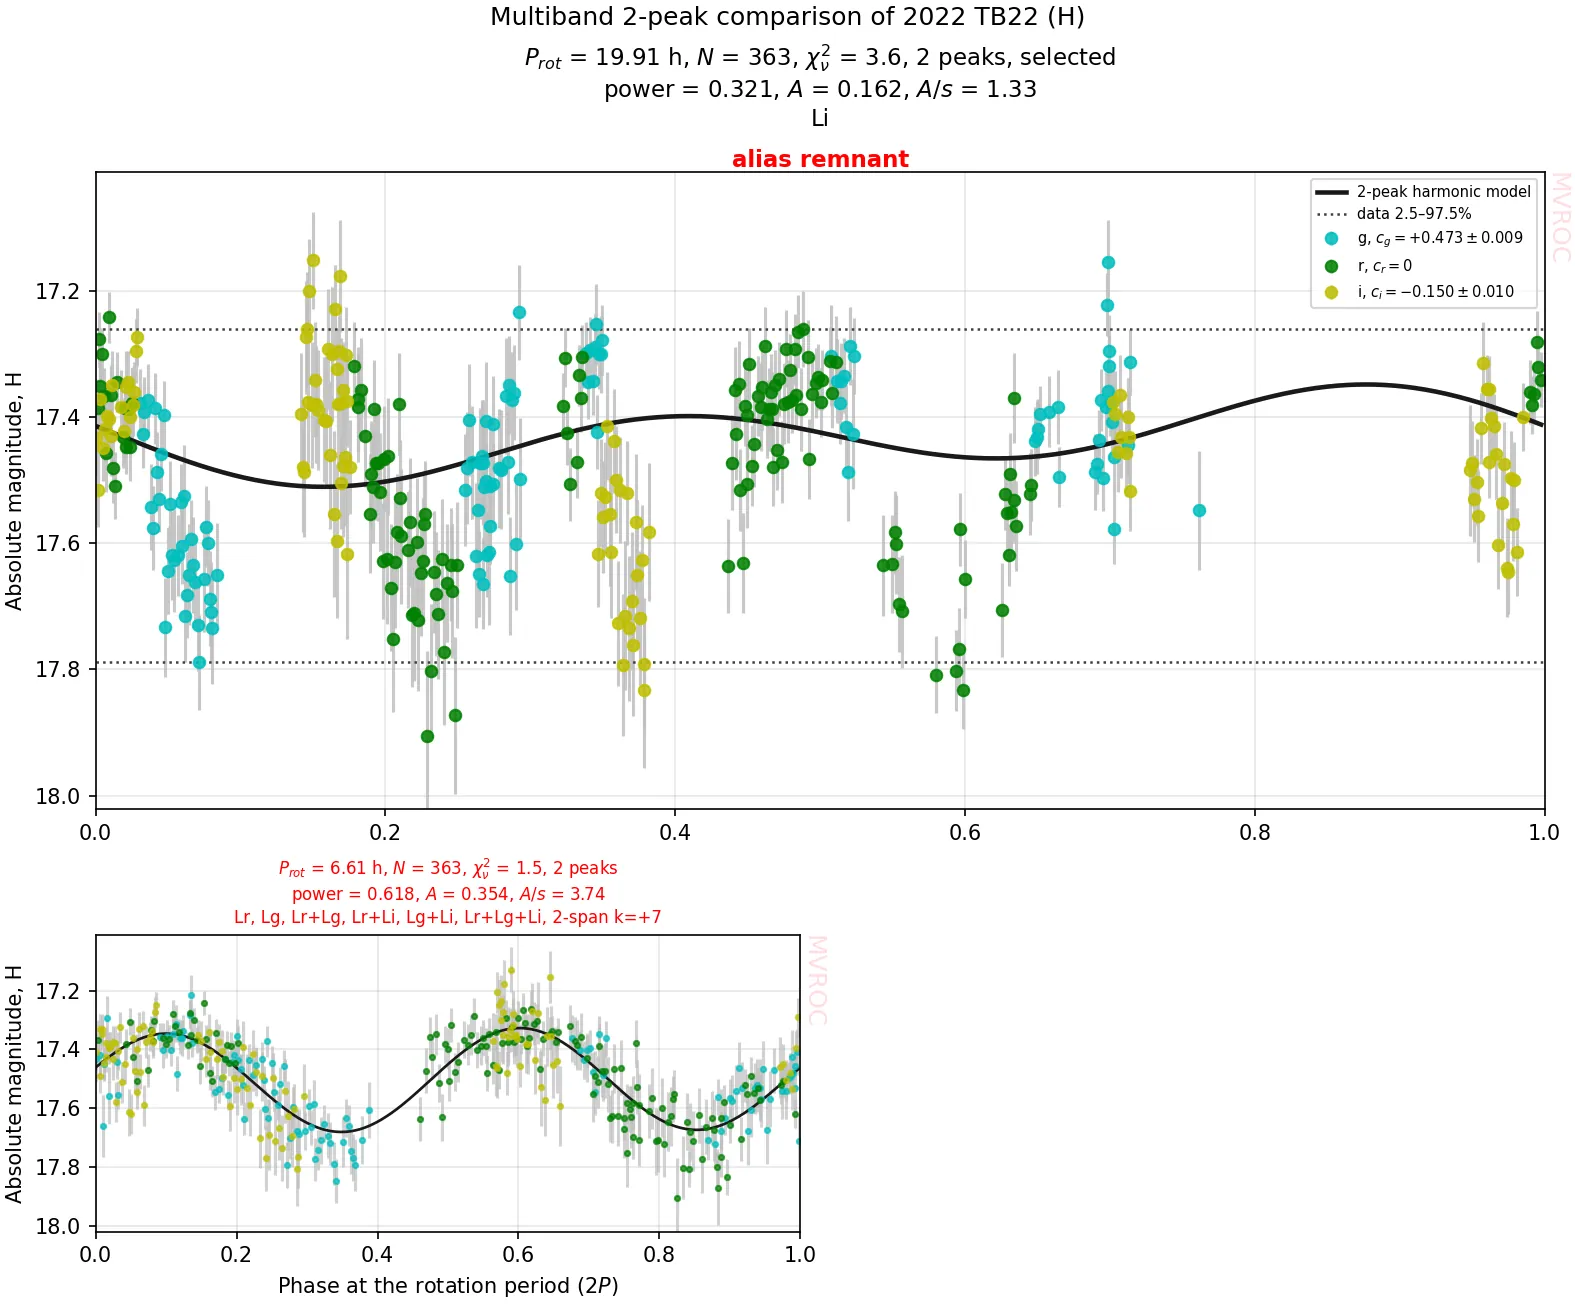 Multiband 2-peak comparison of 2022 TB22 (H)
P_rot = 19.91 h, N = 363, χ²_ν = 3.6, 2 peaks, selected
power = 0.321, A = 0.162, A/s = 1.33
Li
alias remnant
2-peak harmonic model
data 2.5–97.5%
g, c_g = +0.473 ± 0.009
r, c_r = 0
i, c_i = −0.150 ± 0.010
MVROC
Absolute magnitude, H
17.2
17.4
17.6
17.8
18.0
0.0 0.2 0.4 0.6 0.8 1.0
P_rot = 6.61 h, N = 363, χ²_ν = 1.5, 2 peaks
power = 0.618, A = 0.354, A/s = 3.74
Lr, Lg, Lr+Lg, Lr+Li, Lg+Li, Lr+Lg+Li, 2-span k=+7
MVROC
Absolute magnitude, H
17.2
17.4
17.6
17.8
18.0
0.0 0.2 0.4 0.6 0.8 1.0
Phase at the rotation period (2P)